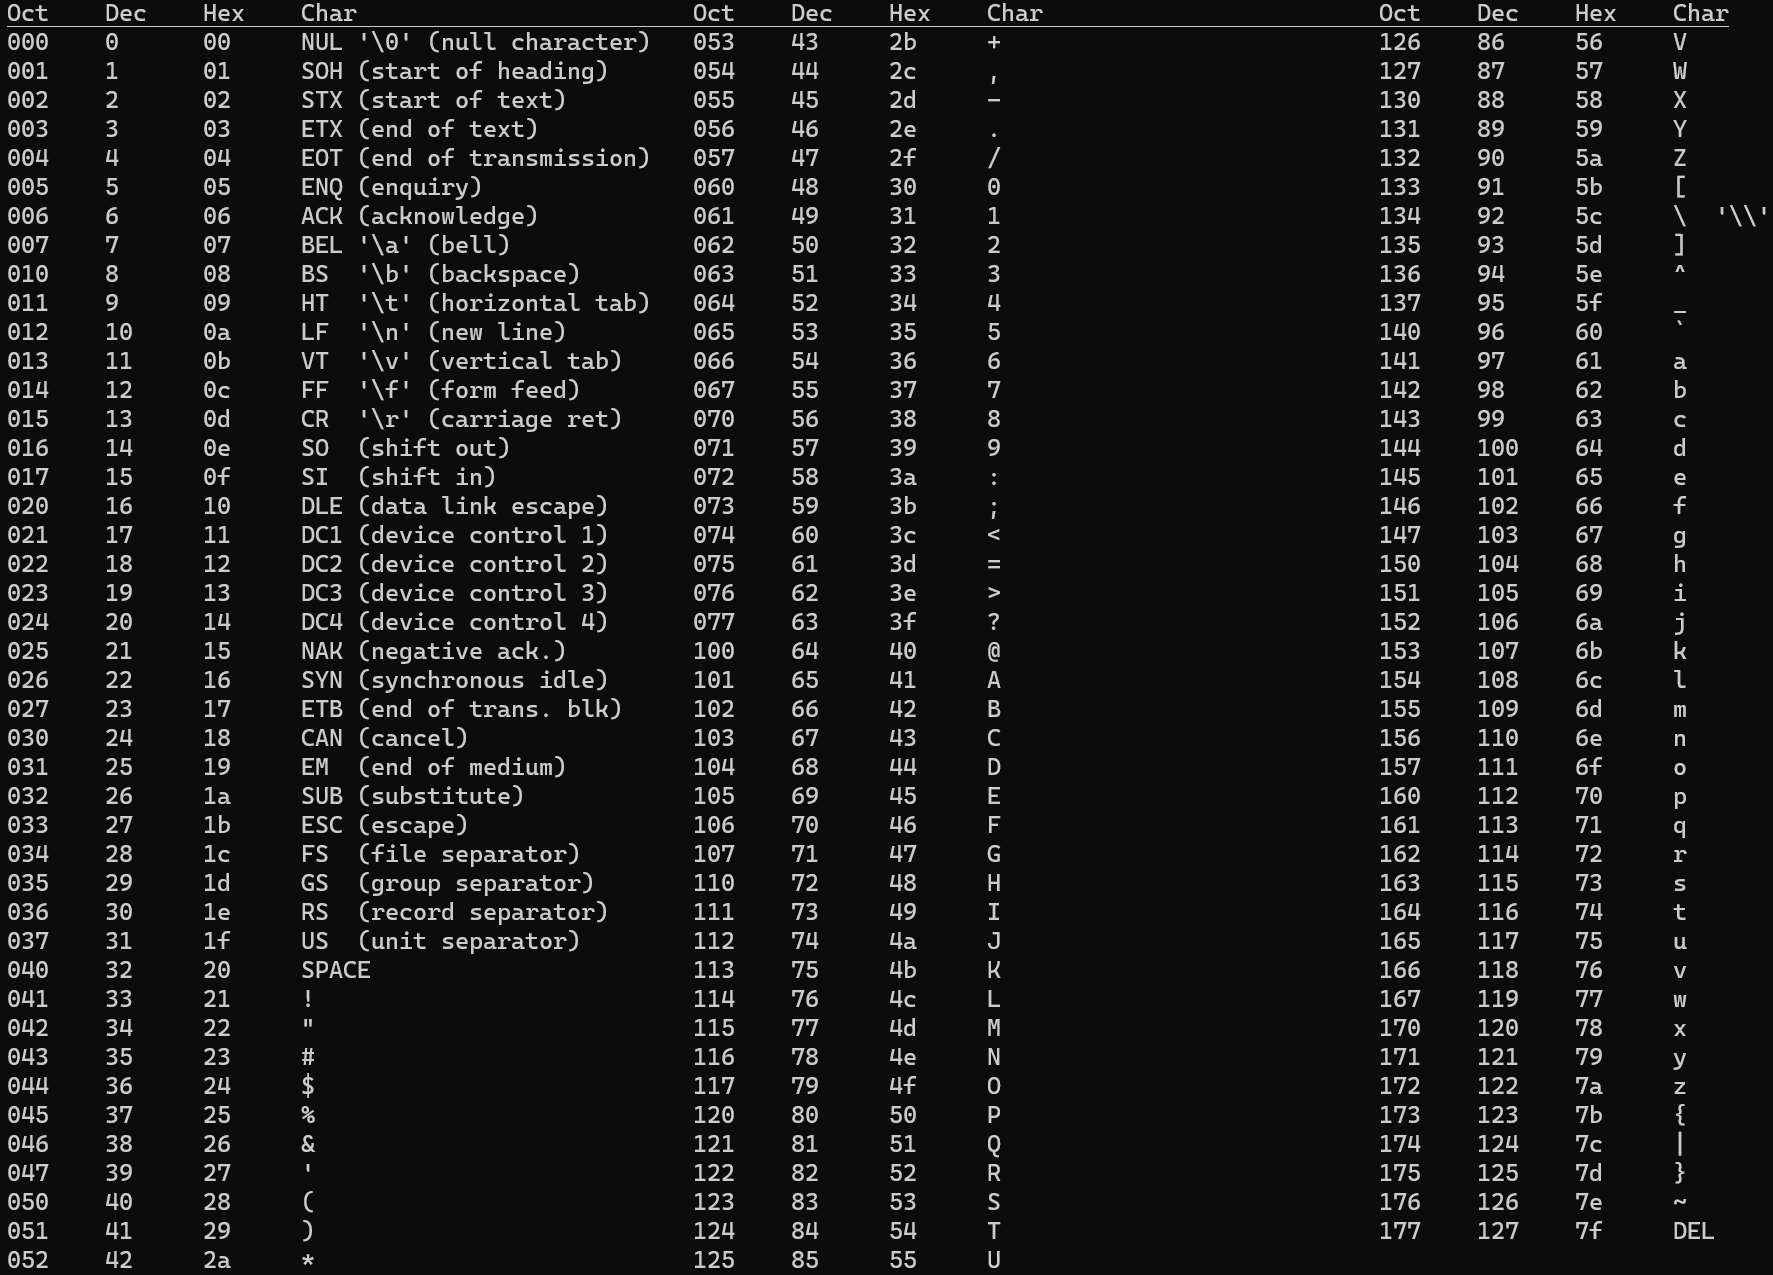 Oct Dec Hex Char Oct Dec Hex Char Oct Dec Hex Char
000 0 00 NUL '\0' (null character) 053 43 2b + 126 86 56 V
001 1 01 SOH (start of heading) 054 44 2c , 127 87 57 W
002 2 02 STX (start of text) 055 45 2d - 130 88 58 X
003 3 03 ETX (end of text) 056 46 2e . 131 89 59 Y
004 4 04 EOT (end of transmission) 057 47 2f / 132 90 5a Z
005 5 05 ENQ (enquiry) 060 48 30 0 133 91 5b [
006 6 06 ACK (acknowledge) 061 49 31 1 134 92 5c \ '\\'
007 7 07 BEL '\a' (bell) 062 50 32 2 135 93 5d ]
010 8 08 BS '\b' (backspace) 063 51 33 3 136 94 5e ^
011 9 09 HT '\t' (horizontal tab) 064 52 34 4 137 95 5f _
012 10 0a LF '\n' (new line) 065 53 35 5 140 96 60 `
013 11 0b VT '\v' (vertical tab) 066 54 36 6 141 97 61 a
014 12 0c FF '\f' (form feed) 067 55 37 7 142 98 62 b
015 13 0d CR '\r' (carriage ret) 070 56 38 8 143 99 63 c
016 14 0e SO (shift out) 071 57 39 9 144 100 64 d
017 15 0f SI (shift in) 072 58 3a : 145 101 65 e
020 16 10 DLE (data link escape) 073 59 3b ; 146 102 66 f
021 17 11 DC1 (device control 1) 074 60 3c < 147 103 67 g
022 18 12 DC2 (device control 2) 075 61 3d = 150 104 68 h
023 19 13 DC3 (device control 3) 076 62 3e > 151 105 69 i
024 20 14 DC4 (device control 4) 077 63 3f ? 152 106 6a j
025 21 15 NAK (negative ack.) 100 64 40 @ 153 107 6b k
026 22 16 SYN (synchronous idle) 101 65 41 A 154 108 6c l
027 23 17 ETB (end of trans. blk) 102 66 42 B 155 109 6d m
030 24 18 CAN (cancel) 103 67 43 C 156 110 6e n
031 25 19 EM (end of medium) 104 68 44 D 157 111 6f o
032 26 1a SUB (substitute) 105 69 45 E 160 112 70 p
033 27 1b ESC (escape) 106 70 46 F 161 113 71 q
034 28 1c FS (file separator) 107 71 47 G 162 114 72 r
035 29 1d GS (group separator) 110 72 48 H 163 115 73 s
036 30 1e RS (record separator) 111 73 49 I 164 116 74 t
037 31 1f US (unit separator) 112 74 4a J 165 117 75 u
040 32 20 SPACE 113 75 4b K 166 118 76 v
041 33 21 ! 114 76 4c L 167 119 77 w
042 34 22 " 115 77 4d M 170 120 78 x
043 35 23 # 116 78 4e N 171 121 79 y
044 36 24 $ 117 79 4f O 172 122 7a z
045 37 25 % 120 80 50 P 173 123 7b {
046 38 26 & 121 81 51 Q 174 124 7c |
047 39 27 ' 122 82 52 R 175 125 7d }
050 40 28 ( 123 83 53 S 176 126 7e ~
051 41 29 ) 124 84 54 T 177 127 7f DEL
052 42 2a * 125 85 55 U